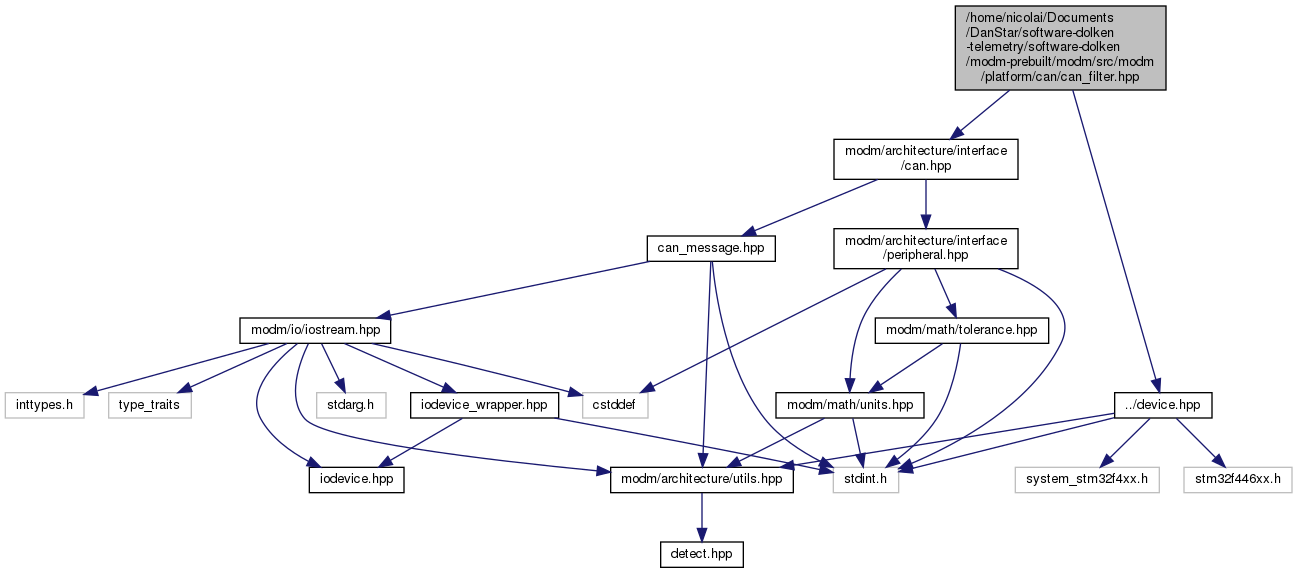 /home/nicolai/Documents
/DanStar/software-dolken
-telemetry/software-dolken
/modm-prebuilt/modm/src/modm
/platform/can/can_filter.hpp
modm/architecture/interface
/can.hpp
can_message.hpp
modm/architecture/interface
/peripheral.hpp
modm/io/iostream.hpp
modm/math/tolerance.hpp
inttypes.h
type_traits
stdarg.h
iodevice_wrapper.hpp
cstddef
modm/math/units.hpp
../device.hpp
iodevice.hpp
modm/architecture/utils.hpp
stdint.h
system_stm32f4xx.h
stm32f446xx.h
detect.hpp